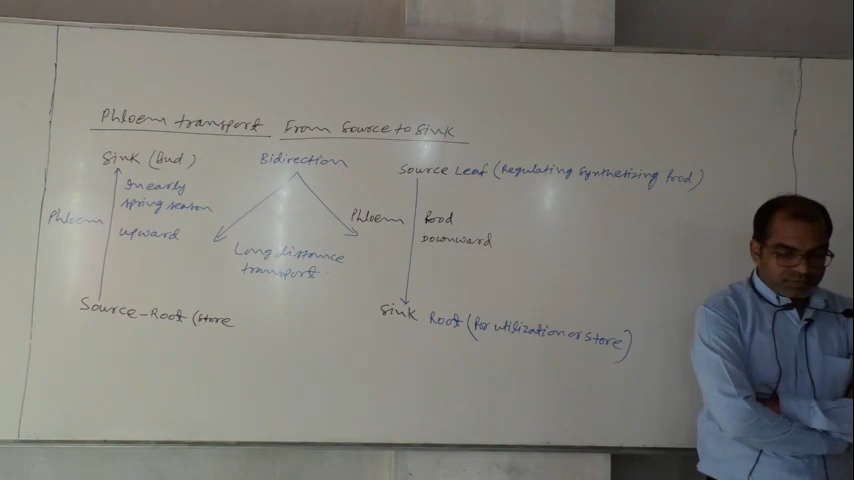 Phloem transport From Source to Sink
Sink (Bud)
In early
spring season
Phloem
upward
Source-Root (store
Bidirection
Long distance
transport
Source Leaf (Regulating Synthetising food)
Phloem
food
Downward
Sink Root (for utilization or store)